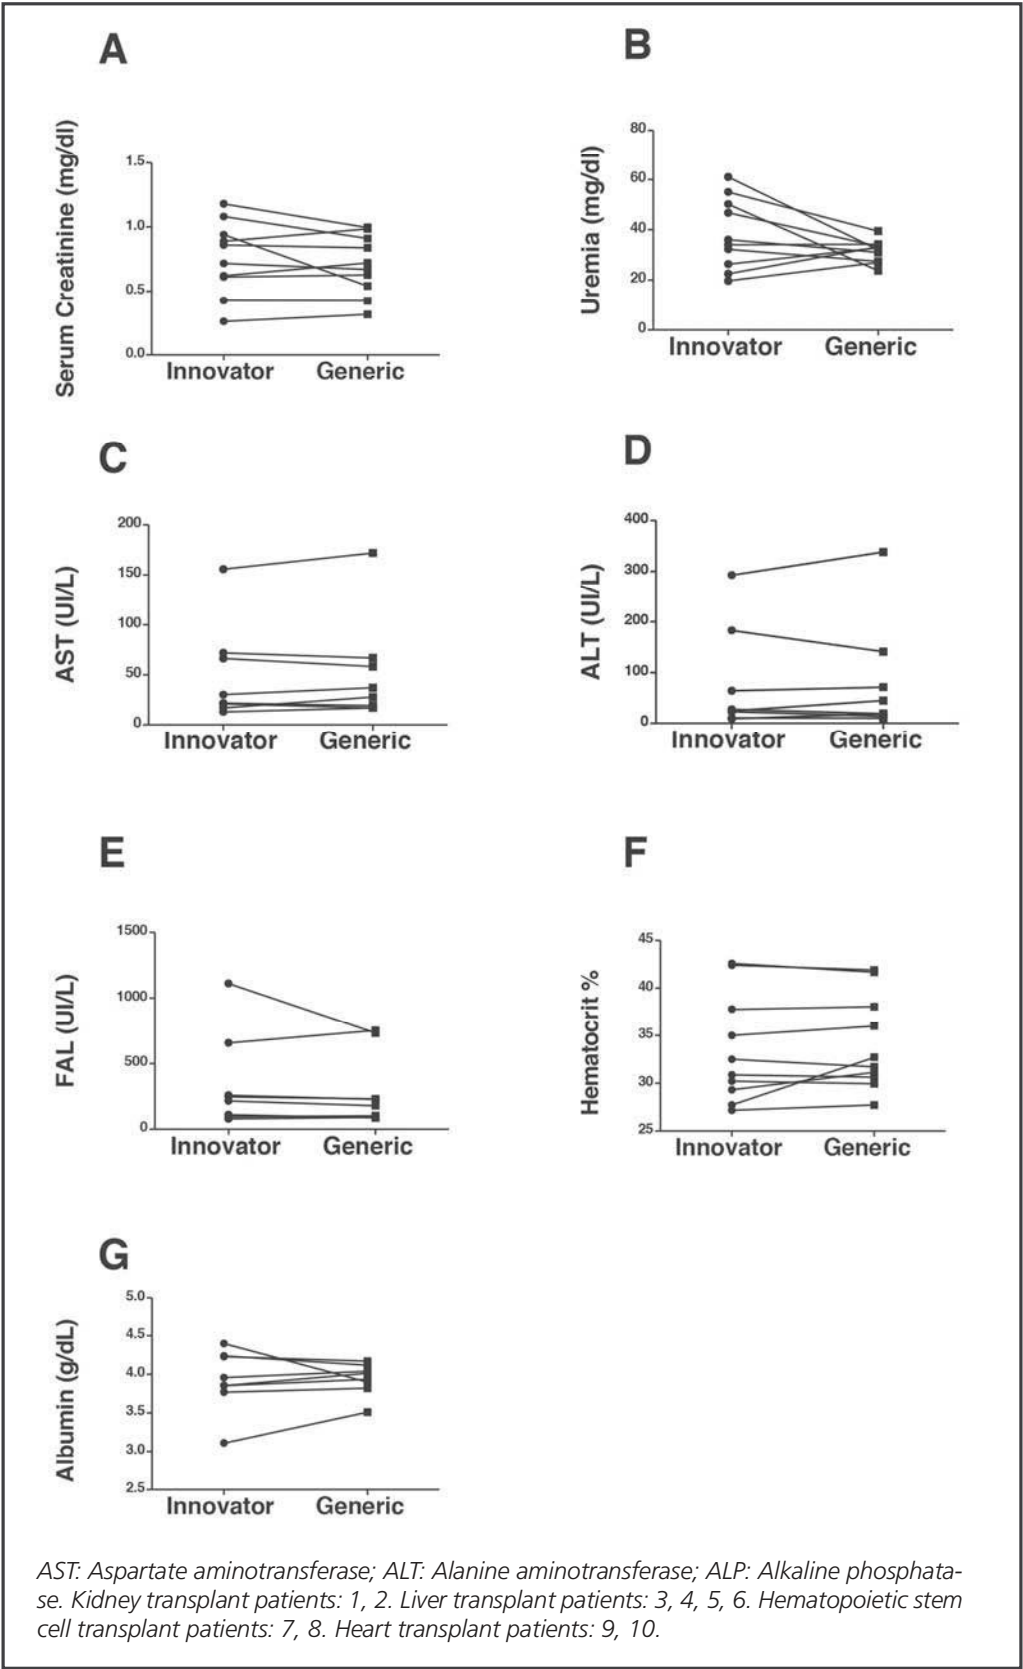 A
Serum Creatinine (mg/dl)
1.5
1.0
0.5
0.0
Innovator Generic
B
Uremia (mg/dl)
80
60
40
20
0
Innovator Generic
C
AST (UI/L)
200
150
100
50
0
Innovator Generic
D
ALT (UI/L)
400
300
200
100
0
Innovator Generic
E
FAL (UI/L)
1500
1000
500
0
Innovator Generic
F
Hematocrit %
45
40
35
30
25
Innovator Generic
G
Albumin (g/dL)
5.0
4.5
4.0
3.5
3.0
2.5
Innovator Generic
AST: Aspartate aminotransferase; ALT: Alanine aminotransferase; ALP: Alkaline phosphata-
se. Kidney transplant patients: 1, 2. Liver transplant patients: 3, 4, 5, 6. Hematopoietic stem
cell transplant patients: 7, 8. Heart transplant patients: 9, 10.